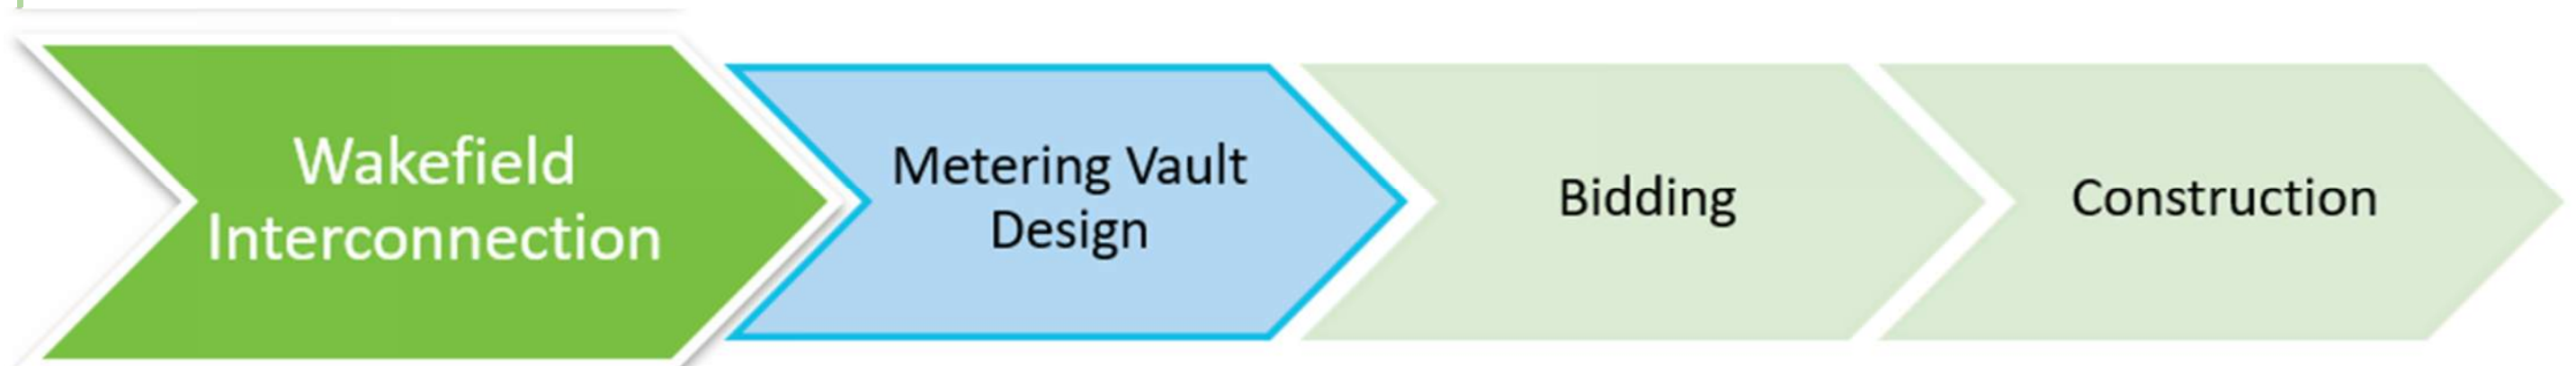 Wakefield
Interconnection
Metering Vault
Design
Bidding
Construction